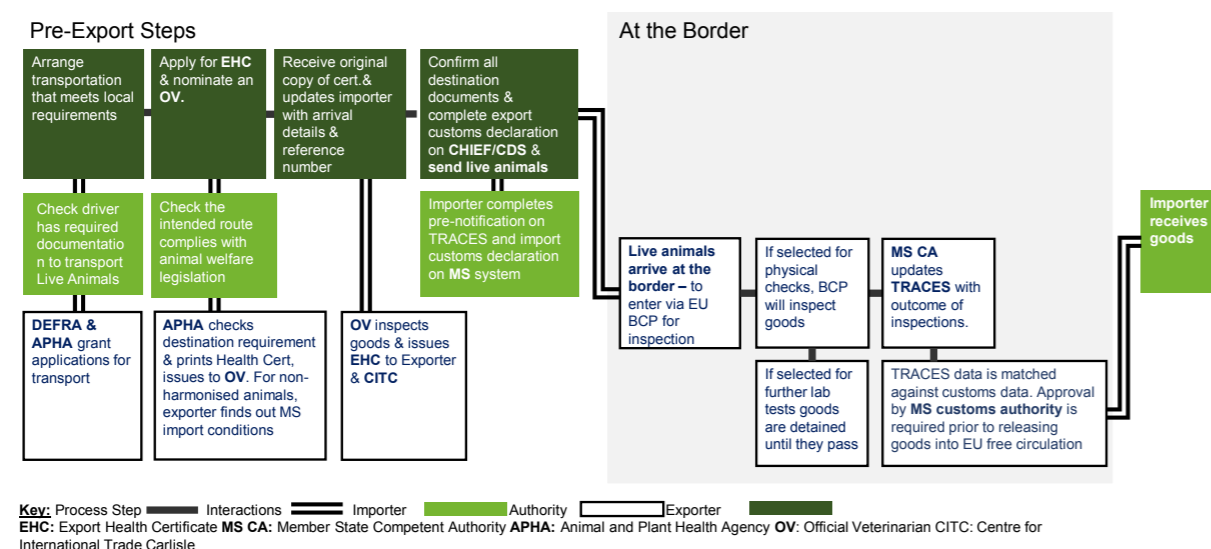 Pre-Export Steps
At the Border
Arrange
transportation
that meets local
requirements
Apply for EHC
& nominate an
OV.
Receive original
copy of cert.&
updates importer
with arrival
details &
reference
number
Confirm all
destination
documents &
complete export
customs declaration
on CHIEF/CDS &
send live animals
Check driver
has required
documentatio
n to transport
Live Animals
Check the
intended route
complies with
animal welfare
legislation
Importer completes
pre-notification on
TRACES and import
customs declaration
on MS system
Importer
receives
goods
DEFRA &
APHA grant
applications for
transport
APHA checks
destination requirement
& prints Health Cert,
issues to OV. For non-
harmonised animals,
exporter finds out MS
import conditions
OV inspects
goods & issues
EHC to Exporter
& CITC
Live animals
arrive at the
border – to
enter via EU
BCP for
inspection
If selected for
physical
checks, BCP
will inspect
goods
MS CA
updates
TRACES with
outcome of
inspections.
If selected for
further lab
tests goods
are detained
until they pass
TRACES data is matched
against customs data. Approval
by MS customs authority is
required prior to releasing
goods into EU free circulation
Key: Process Step Interactions Importer Authority Exporter
EHC: Export Health Certificate MS CA: Member State Competent Authority APHA: Animal and Plant Health Agency OV: Official Veterinarian CITC: Centre for
International Trade Carlisle